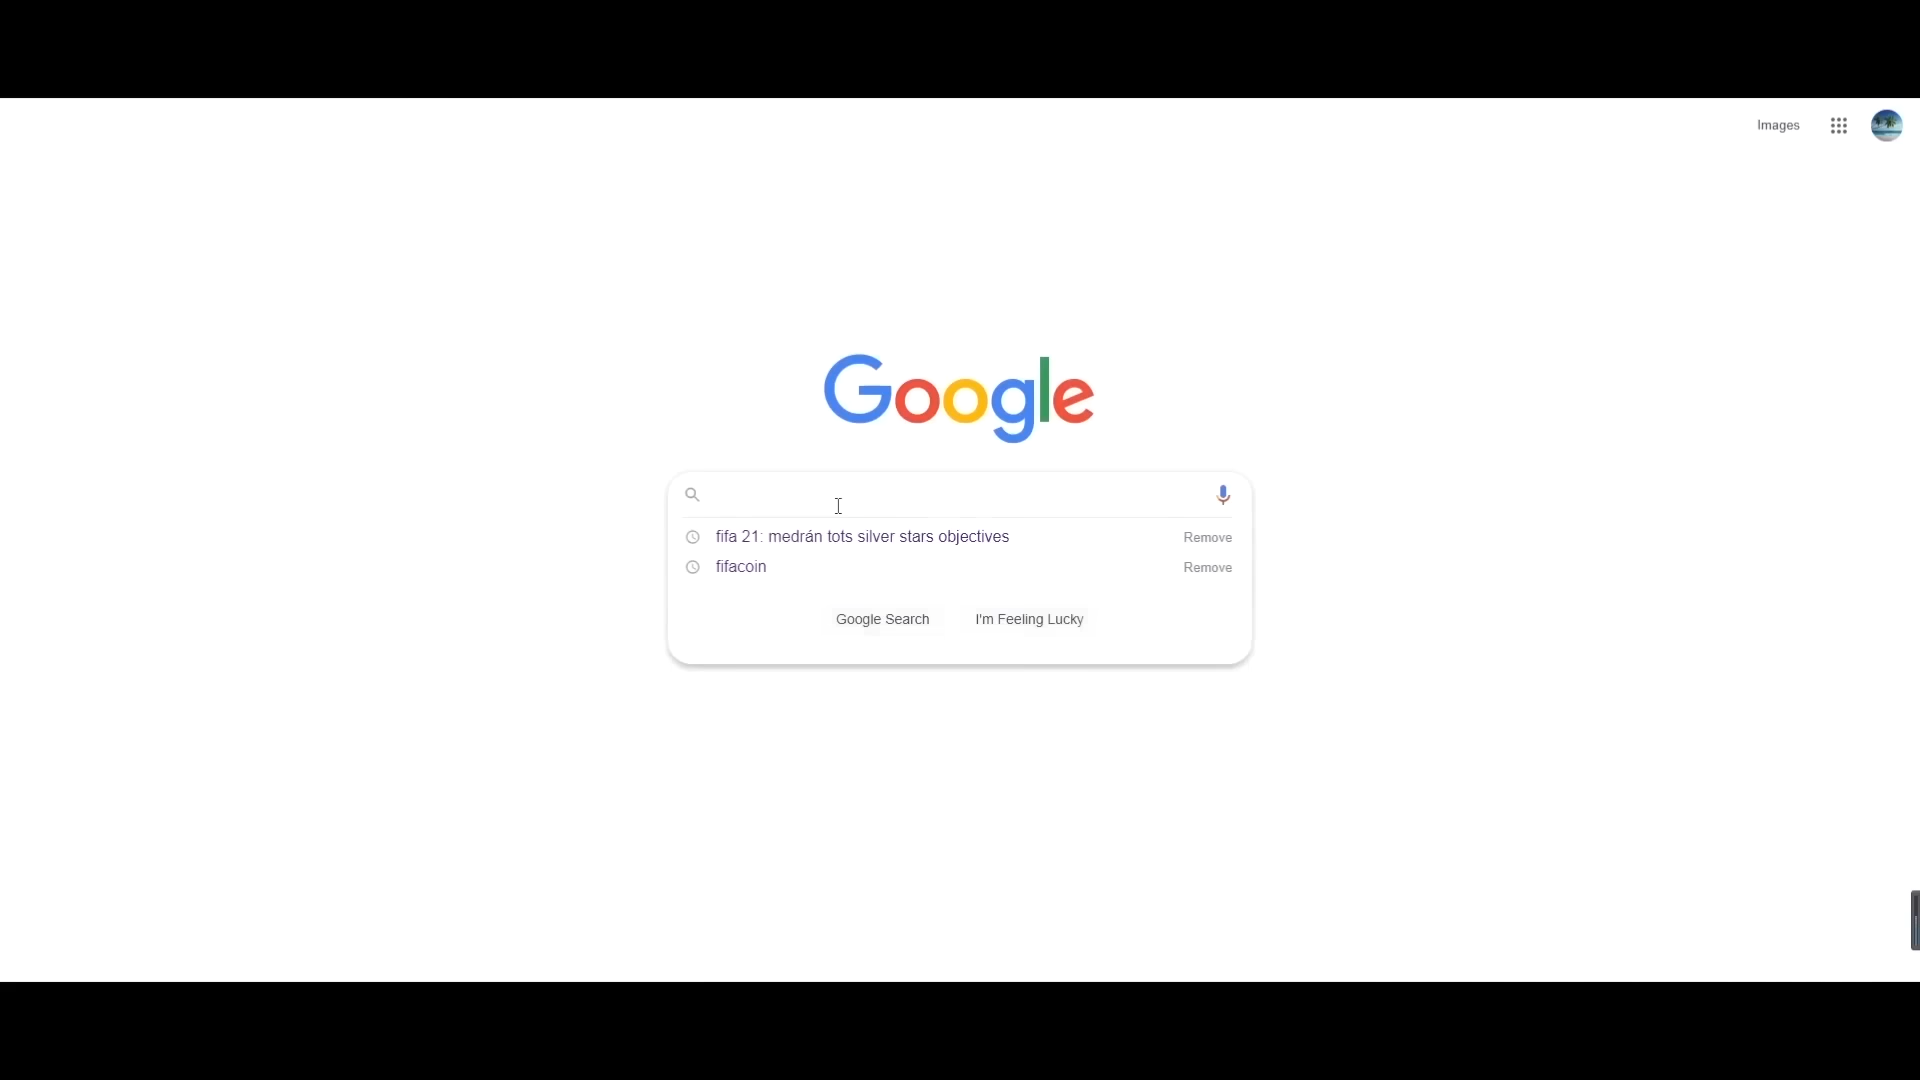 Images
Google
fifa 21: medrán tots silver stars objectives Remove
fifacoin Remove
Google Search I'm Feeling Lucky